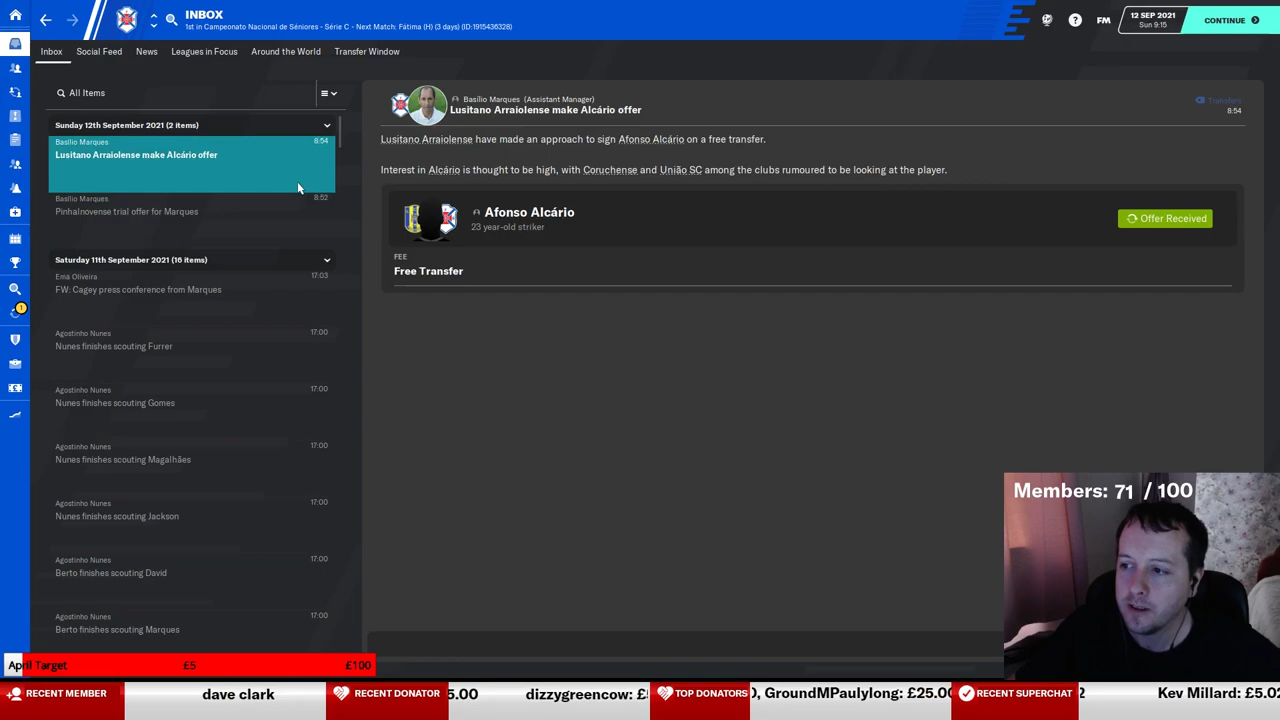 INBOX
1st in Campeonato Nacional de Séniores - Série C - Next Match: Fátima (H) (3 days) (ID:1915436328)
FM
12 SEP 2021
Sun 9:15
CONTINUE
Inbox
Social Feed
News
Leagues in Focus
Around the World
Transfer Window
All Items
Sunday 12th September 2021 (2 items)
Basílio Marques
8:54
Lusitano Arraiolense make Alcário offer
Basílio Marques
8:52
Pinhalnovense trial offer for Marques
Saturday 11th September 2021 (16 items)
Ema Oliveira
17:03
FW: Cagey press conference from Marques
Agostinho Nunes
17:00
Nunes finishes scouting Furrer
Agostinho Nunes
17:00
Nunes finishes scouting Gomes
Agostinho Nunes
17:00
Nunes finishes scouting Magalhães
Agostinho Nunes
17:00
Nunes finishes scouting Jackson
Agostinho Nunes
17:00
Berto finishes scouting David
Agostinho Nunes
17:00
Berto finishes scouting Marques
1
Basílio Marques (Assistant Manager)
Lusitano Arraiolense make Alcário offer
Transfers
8:54
Lusitano Arraiolense have made an approach to sign Afonso Alcário on a free transfer.
Interest in Alcário is thought to be high, with Coruchense and União SC among the clubs rumoured to be looking at the player.
Afonso Alcário
23 year-old striker
Offer Received
FEE
Free Transfer
Members: 71 / 100
April Target
£5
£100
RECENT MEMBER
dave clark
RECENT DONATOR
5.00
dizzygreencow: £
TOP DONATORS
), GroundMPaulylong: £25.00
RECENT SUPERCHAT
2
Kev Millard: £5.02